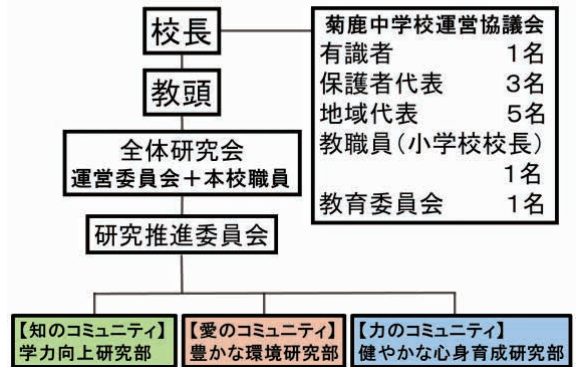 校長
菊鹿中学校運営協議会
有識者 1名
保護者代表 3名
地域代表 5名
教職員(小学校校長)
1名
教育委員会 1名
教頭
全体研究会
運営委員会+本校職員
研究推進委員会
【知のコミュニティ】
学力向上研究部
【愛のコミュニティ】
豊かな環境研究部
【力のコミュニティ】
健やかな心身育成研究部